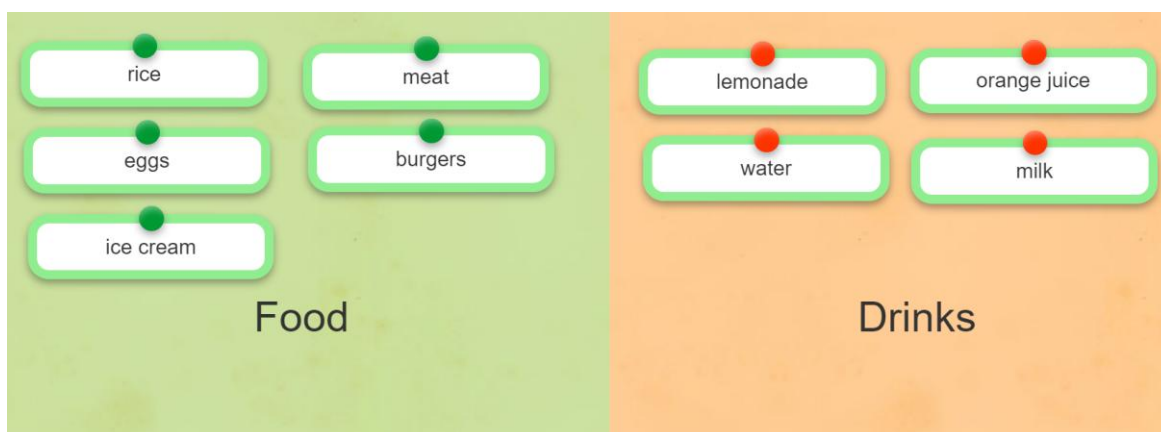 rice
meat
eggs
burgers
ice cream
Food
lemonade
orange juice
water
milk
Drinks